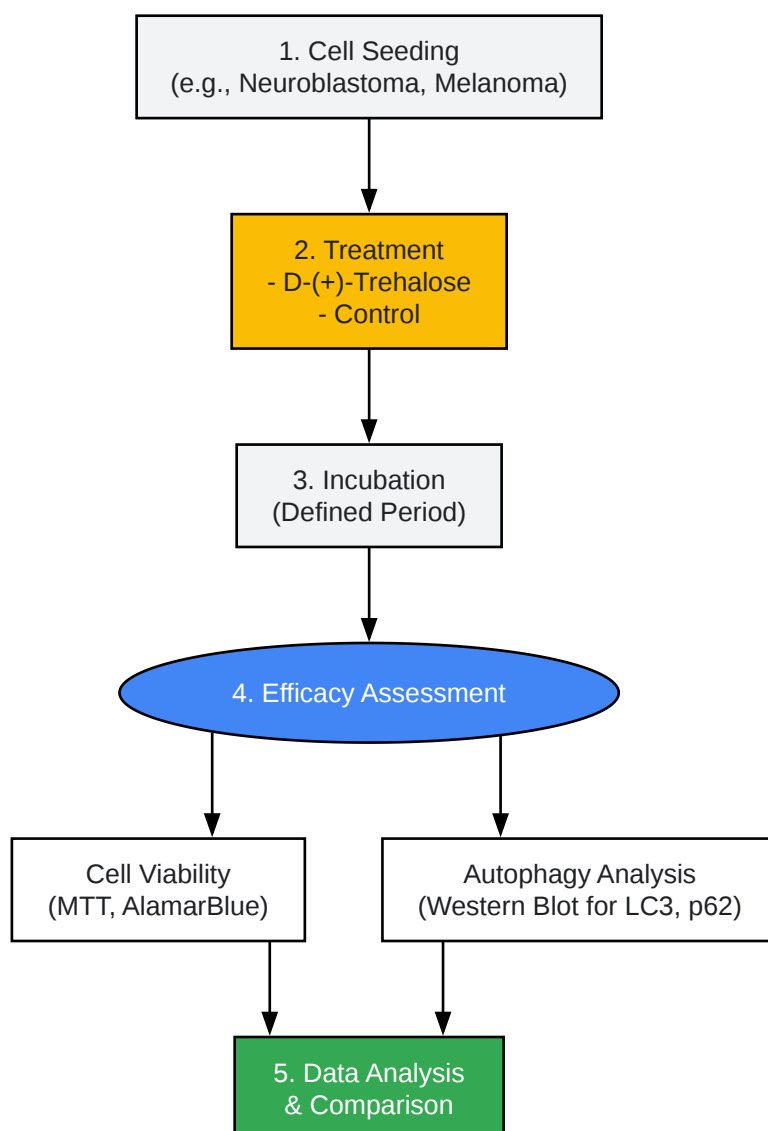 1. Cell Seeding
(e.g., Neuroblastoma, Melanoma)
2. Treatment
- D-(+)-Trehalose
- Control
3. Incubation
(Defined Period)
4. Efficacy Assessment
Cell Viability
(MTT, AlamarBlue)
Autophagy Analysis
(Western Blot for LC3, p62)
5. Data Analysis
& Comparison